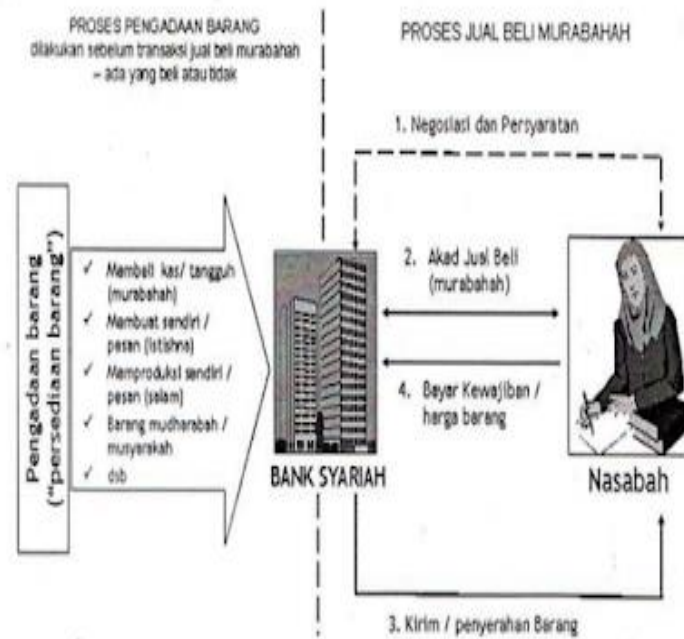 PROSES PENGADAAN BARANG
dilakukan sebelum transaksi jual beli murabahah
– ada yang beli atau tidak
PROSES JUAL BELI MURABAHAH
1. Negosiasi dan Persyaratan
Pengadaan barang
("persediaan barang")
✓ Membeli kas/ tangguh
(murabahah)
✓ Membuat sendiri /
pesan (istishna)
✓ Memproduksi sendiri /
pesan (salam)
✓ Barang mudharabah /
musyarakah
✓ dsb
BANK SYARIAH
2. Akad Jual Beli
(murabahah)
4. Bayar Kewajiban /
harga barang
Nasabah
3. Kirim / penyerahan Barang